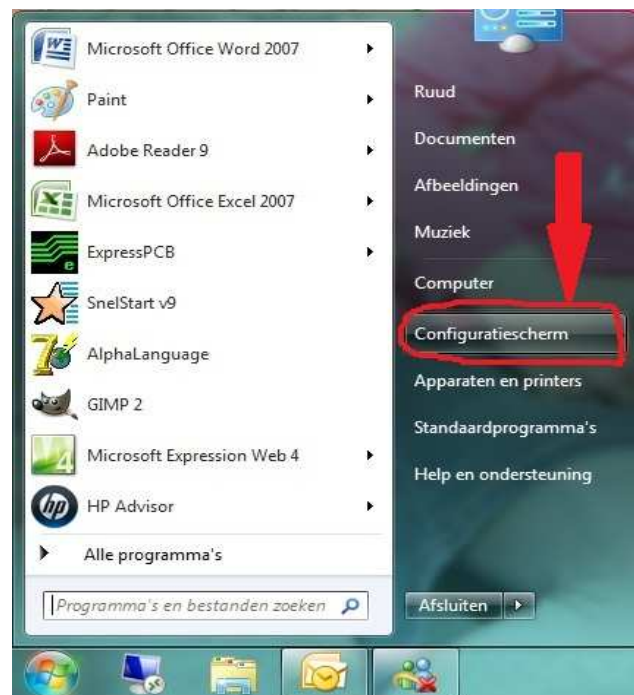 Microsoft Office Word 2007
Paint
Adobe Reader 9
Microsoft Office Excel 2007
ExpressPCB
SnelStart v9
AlphaLanguage
GIMP 2
Microsoft Expression Web 4
HP Advisor
Alle programma's
Programma's en bestanden zoeken
Ruud
Documenten
Afbeeldingen
Muziek
Computer
Configuratiescherm
Apparaten en printers
Standaardprogramma's
Help en ondersteuning
Afsluiten